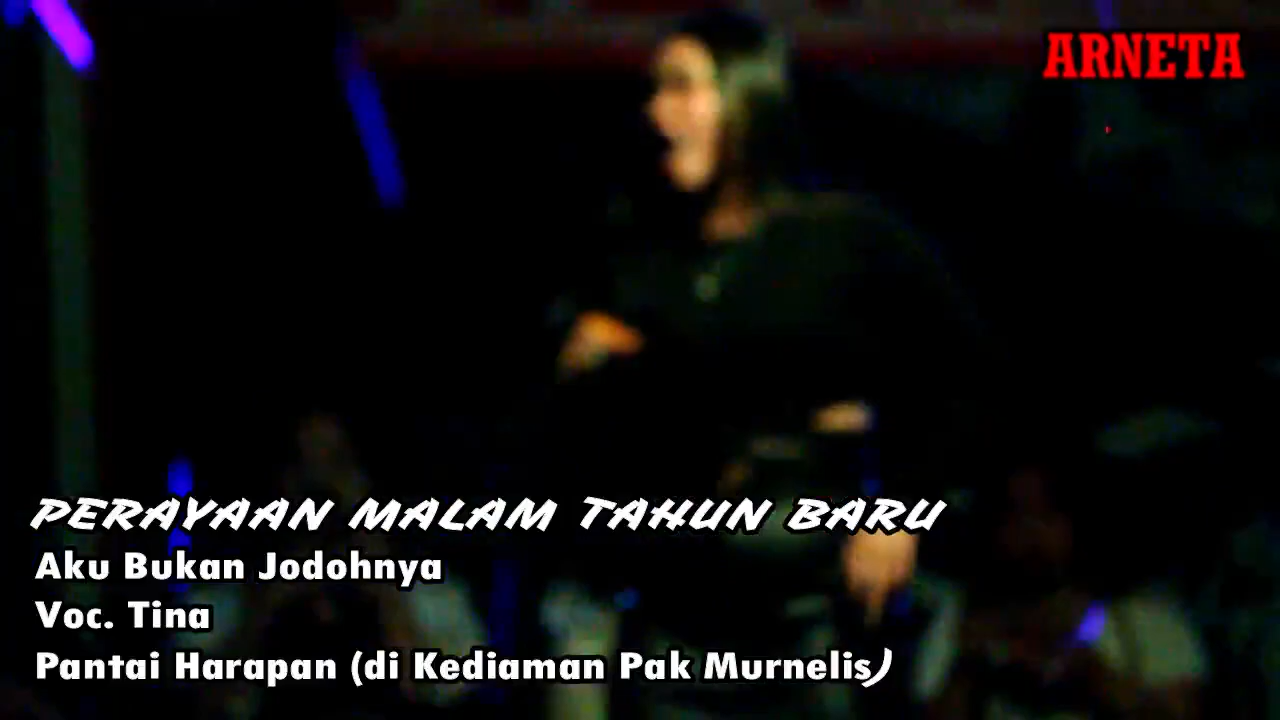 ARNETA
PERAYAAN MALAM TAHUN BARU
Aku Bukan Jodohnya
Voc. Tina
Pantai Harapan (di Kediaman Pak Murnelis)